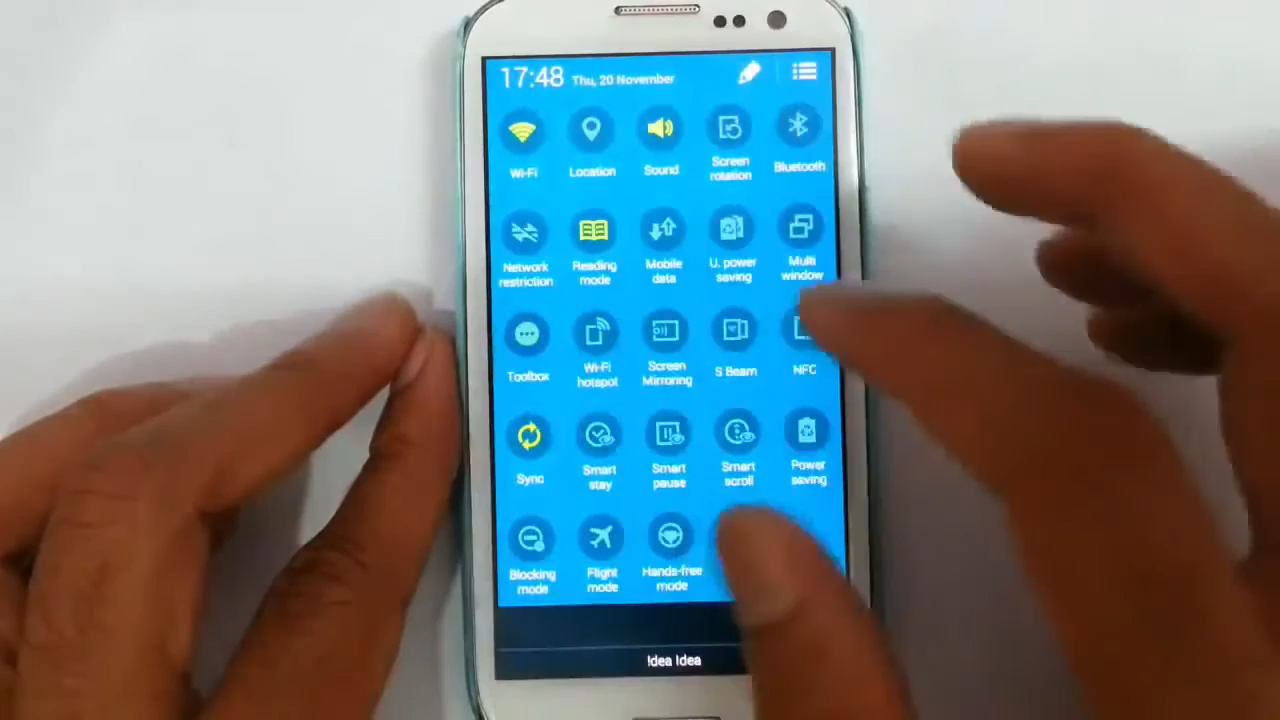 17:48 Thu, 20 November
Wi-Fi
Location
Sound
Screen
rotation
Bluetooth
Network
restriction
Reading
mode
Mobile
data
U. power
saving
Multi
window
Toolbox
Wi-Fi
hotspot
Screen
Mirroring
S Beam
NFC
Sync
Smart
stay
Smart
pause
Smart
scroll
Power
saving
Blocking
mode
Flight
mode
Hands-free
mode
Idea Idea